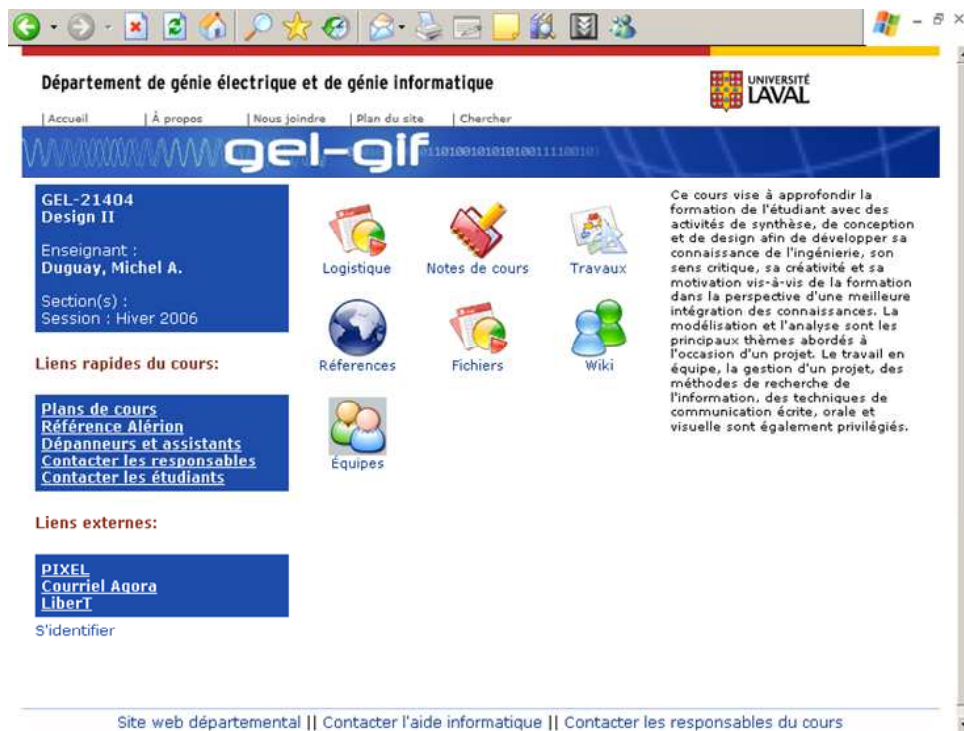 Département de génie électrique et de génie informatique
UNIVERSITÉ
LAVAL
| Accueil | À propos | Nous joindre | Plan du site | Chercher
gel-gif
GEL-21404
Design II
Enseignant :
Duguay, Michel A.
Section(s) :
Session : Hiver 2006
Liens rapides du cours:
Plans de cours
Référence Alérion
Dépanneurs et assistants
Contacter les responsables
Contacter les étudiants
Liens externes:
PIXEL
Courriel Agora
LiberT
S'identifier
Logistique
Notes de cours
Travaux
Réferences
Fichiers
Wiki
Équipes
Ce cours vise à approfondir la
formation de l'étudiant avec des
activités de synthèse, de conception
et de design afin de développer sa
connaissance de l'ingénierie, son
sens critique, sa créativité et sa
motivation vis-à-vis de la formation
dans la perspective d'une meilleure
intégration des connaissances. La
modélisation et l'analyse sont les
principaux thèmes abordés à
l'occasion d'un projet. Le travail en
équipe, la gestion d'un projet, des
méthodes de recherche de
l'information, des techniques de
communication écrite, orale et
visuelle sont également privilégiés.
Site web départemental || Contacter l'aide informatique || Contacter les responsables du cours